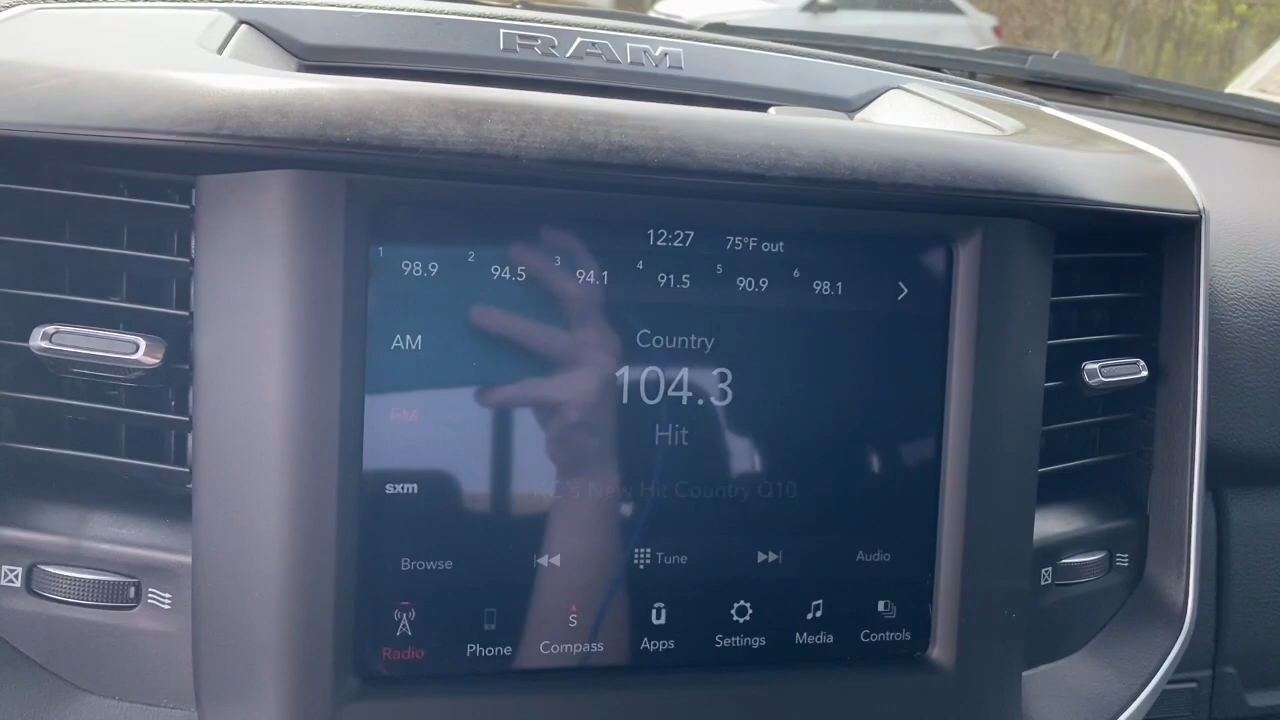 RAM
12:27 75°F out
1 98.9 2 94.5 3 94.1 4 91.5 5 90.9 6 98.1
AM
Country
104.3
FM
Hit
sxm
KC's New Hit Country Q10
Browse Tune Audio
S
Radio Phone Compass Apps Settings Media Controls